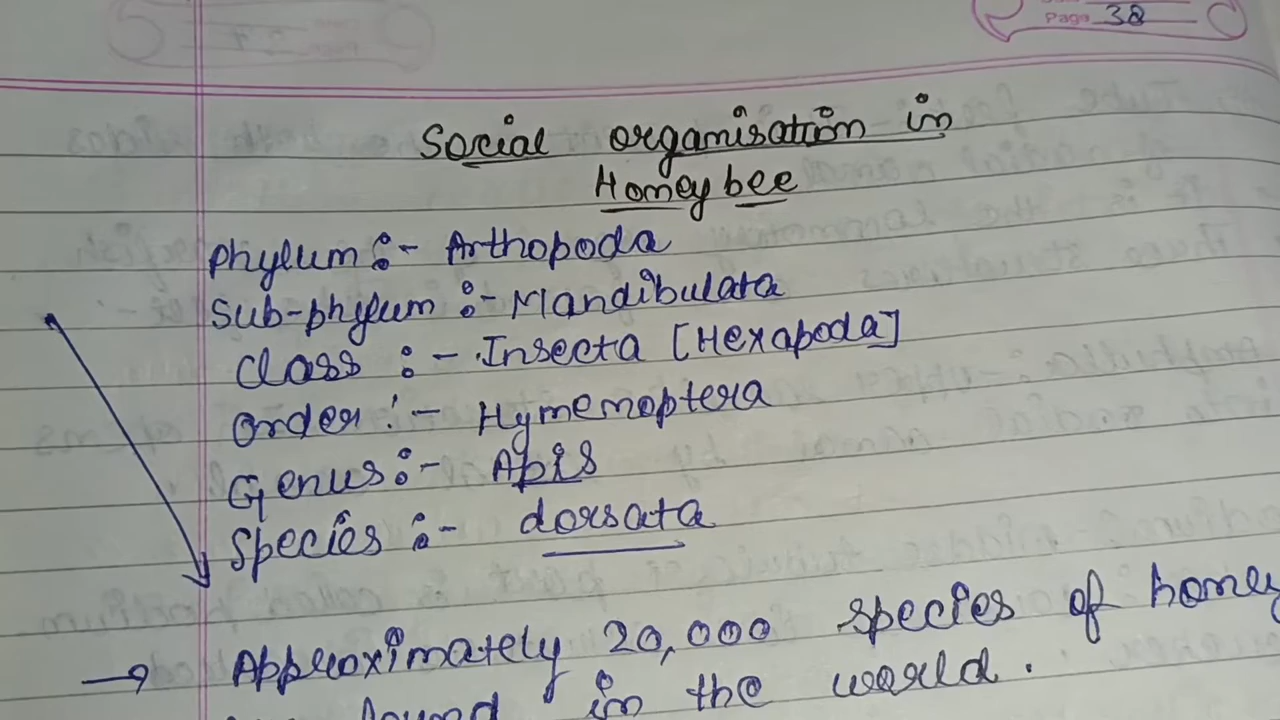 Page 38
Social organisation in
Honey bee
Phylum :- Arthopoda
Sub-phylum :- Mandibulata
Class :- Insecta [Hexapoda]
Order :- Hymenoptera
Genus :- Apis
Species :- dorsata
→ Approximately 20,000 species of honey
found in the world.